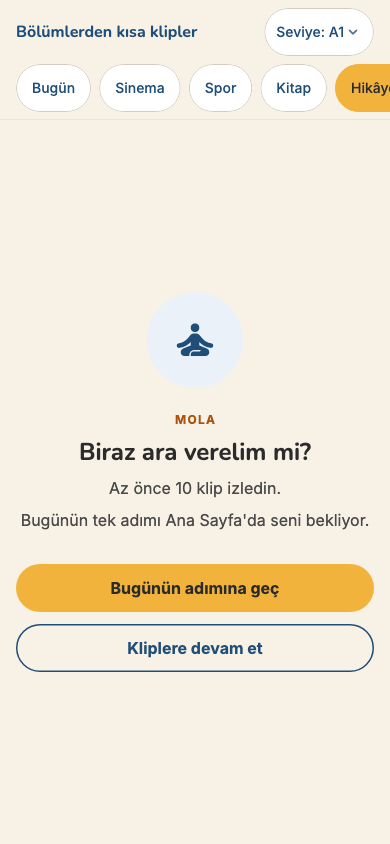 Bölümlerden kısa klipler
Seviye: A1
Bugün
Sinema
Spor
Kitap
MOLA
Biraz ara verelim mi?
Az önce 10 klip izledin.
Bugünün tek adımı Ana Sayfa'da seni bekliyor.
Bugünün adımına geç
Kliplere devam et